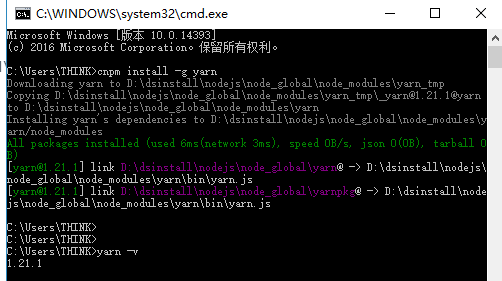 C:\WINDOWS\system32\cmd.exe
Microsoft Windows [版本 10.0.14393]
(c) 2016 Microsoft Corporation。保留所有权利。
C:\Users\THINK>cnpm install -g yarn
Downloading yarn to D:\dsinstall\nodejs\node_global\node_modules\yarn_tmp
Copying D:\dsinstall\nodejs\node_global\node_modules\yarn_tmp\_yarn@1.21.1@yarn
to D:\dsinstall\nodejs\node_global\node_modules\yarn
Installing yarn's dependencies to D:\dsinstall\nodejs\node_global\node_modules\y
arn/node_modules
All packages installed (used 6ms(network 3ms), speed 0B/s, json 0(0B), tarball 0
B)
[yarn@1.21.1] link D:\dsinstall\nodejs\node_global\yarn@ -> D:\dsinstall\nodejs\
node_global\node_modules\yarn\bin\yarn.js
[yarn@1.21.1] link D:\dsinstall\nodejs\node_global\yarnpkg@ -> D:\dsinstall\node
js\node_global\node_modules\yarn\bin\yarn.js
C:\Users\THINK>
C:\Users\THINK>
C:\Users\THINK>yarn -v
1.21.1